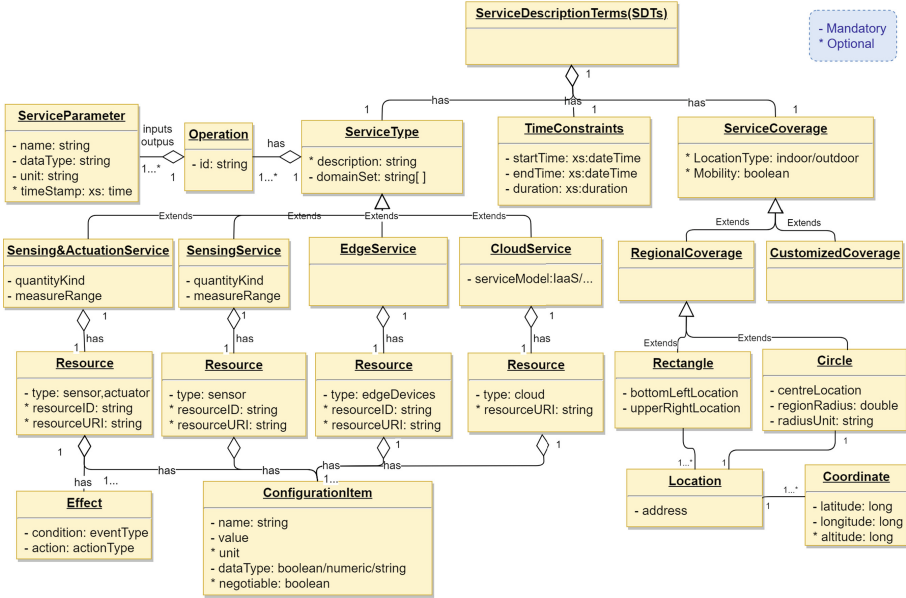 ServiceDescriptionTerms(SDTs)
- Mandatory
* Optional
1
has
has
has
1
1
1
ServiceParameter
- name: string
- dataType: string
- unit: string
* timeStamp: xs: time
inputs
outpus
1...*
1
Operation
- id: string
has
1...*
1
ServiceType
* description: string
- domainSet: string[ ]
TimeConstraints
- startTime: xs:dateTime
- endTime: xs:dateTime
- duration: xs:duration
ServiceCoverage
* LocationType: indoor/outdoor
* Mobility: boolean
Extends
Extends
Extends
Extends
Extends
Extends
Sensing&ActuationService
- quantityKind
- measureRange
SensingService
- quantityKind
- measureRange
EdgeService
CloudService
- serviceModel:IaaS/...
RegionalCoverage
CustomizedCoverage
1
has
1
1
has
1
1
has
1
1
has
1
Extends
Extends
Resource
- type: sensor,actuator
* resourceID: string
* resourceURI: string
Resource
- type: sensor
* resourceID: string
* resourceURI: string
Resource
- type: edgeDevices
* resourceID: string
* resourceURI: string
Resource
- type: cloud
* resourceURI: string
Rectangle
- bottomLeftLocation
- upperRightLocation
Circle
- centreLocation
- regionRadius: double
- radiusUnit: string
1
1
1
has
has
has
has
has
1...
1...
1...*
1
1
Effect
- condition: eventType
- action: actionType
ConfigurationItem
- name: string
- value
* unit
- dataType: boolean/numeric/string
* negotiable: boolean
Location
- address
1...*
1
Coordinate
- latitude: long
- longitude: long
* altitude: long